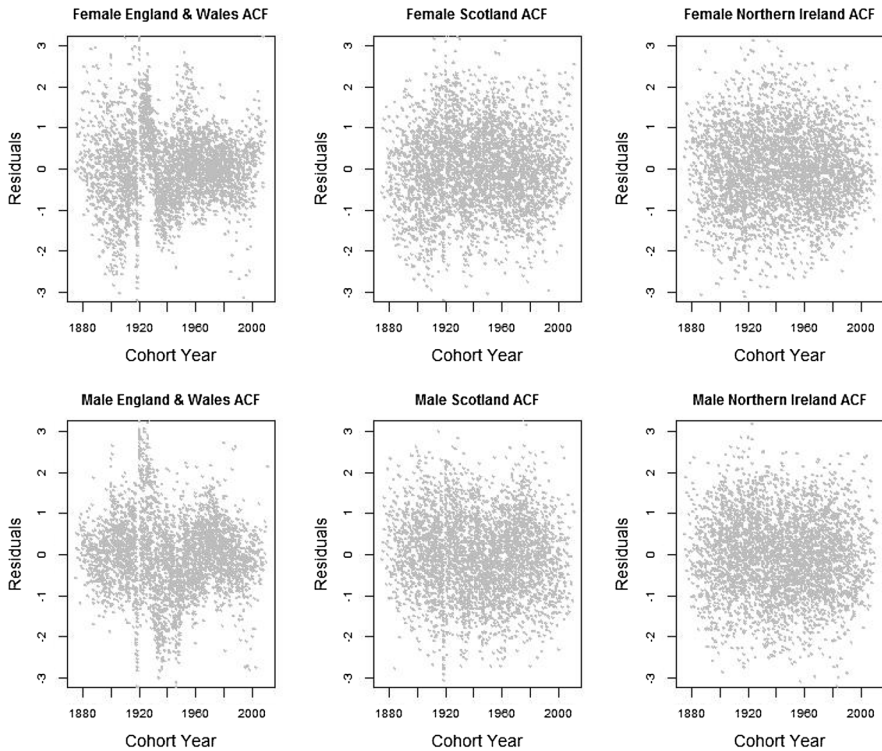 Female England & Wales ACF
Female Scotland ACF
Female Northern Ireland ACF
Residuals
3
2
1
0
-1
-2
-3
1880 1920 1960 2000
Cohort Year
Residuals
3
2
1
0
-1
-2
-3
1880 1920 1960 2000
Cohort Year
Residuals
3
2
1
0
-1
-2
-3
1880 1920 1960 2000
Cohort Year
Male England & Wales ACF
Male Scotland ACF
Male Northern Ireland ACF
Residuals
3
2
1
0
-1
-2
-3
1880 1920 1960 2000
Cohort Year
Residuals
3
2
1
0
-1
-2
-3
1880 1920 1960 2000
Cohort Year
Residuals
3
2
1
0
-1
-2
-3
1880 1920 1960 2000
Cohort Year